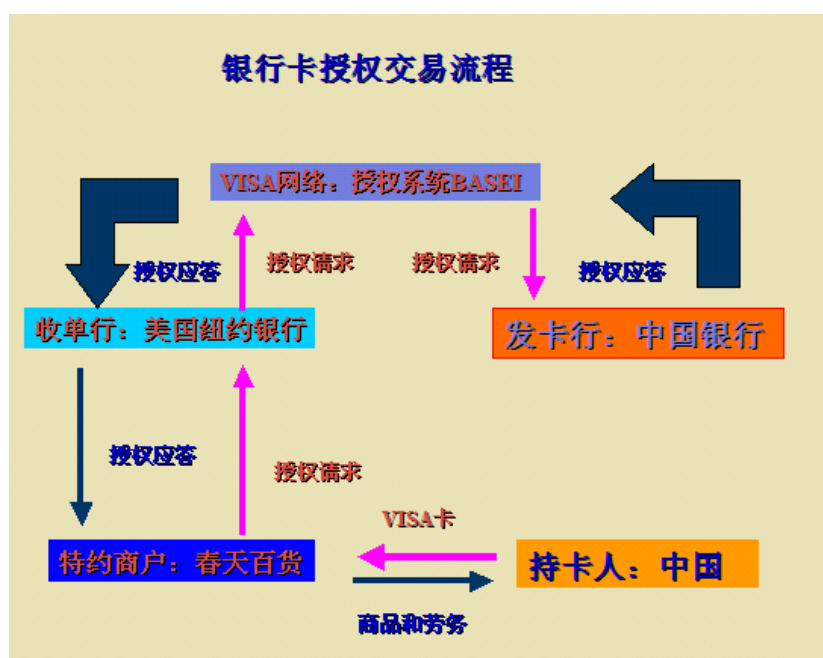 银行卡授权交易流程
VISA网络：授权系统BASEI
授权应答
授权请求
授权请求
授权应答
收单行：美国纽约银行
发卡行：中国银行
授权应答
授权请求
VISA卡
特约商户：春天百货
持卡人：中国
商品和劳务